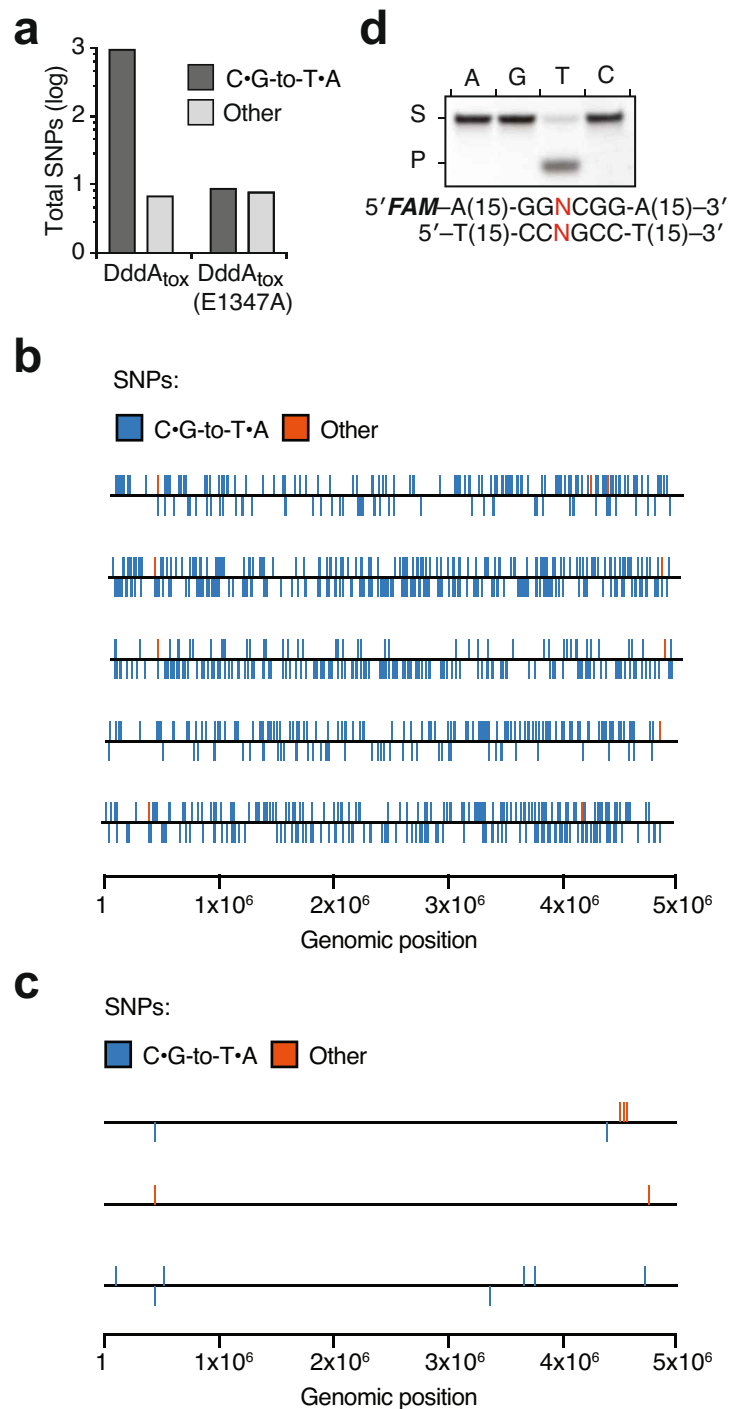 a
Total SNPs (log)
3
2
1
0
C•G-to-T•A
Other
DddAtox
DddAtox
(E1347A)
d
A G T C
S
P
5′FAM–A(15)-GGNCGG-A(15)–3′
5′–T(15)-CCNGCC-T(15)–3′
b
SNPs:
C•G-to-T•A Other
1 1x10⁶ 2x10⁶ 3x10⁶ 4x10⁶ 5x10⁶
Genomic position
c
SNPs:
C•G-to-T•A Other
1 1x10⁶ 2x10⁶ 3x10⁶ 4x10⁶ 5x10⁶
Genomic position